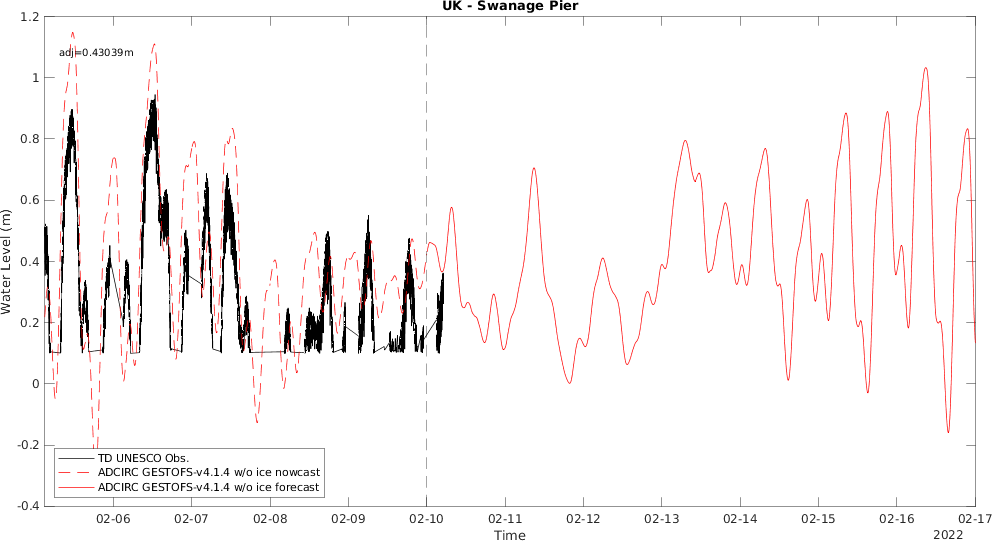 UK - Swanage Pier
adj=0.43039m
Water Level (m)
1.2
1
0.8
0.6
0.4
0.2
0
-0.2
-0.4
TD UNESCO Obs.
ADCIRC GESTOFS-v4.1.4 w/o ice nowcast
ADCIRC GESTOFS-v4.1.4 w/o ice forecast
02-06 02-07 02-08 02-09 02-10 02-11 02-12 02-13 02-14 02-15 02-16 02-17
Time
2022